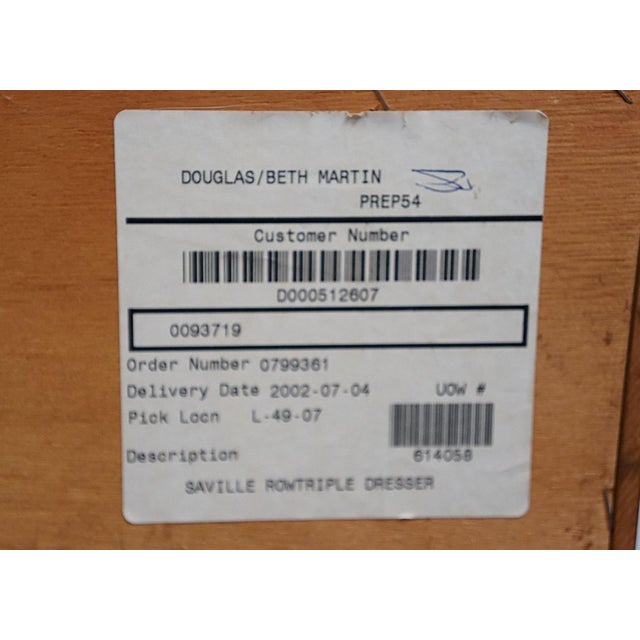 DOUGLAS/BETH MARTIN
PREP54
Customer Number
D000512607
0093719
Order Number 0799361
Delivery Date 2002-07-04 UOW #
Pick Locn L-49-07
614058
Description
SAVILLE ROWTRIPLE DRESSER